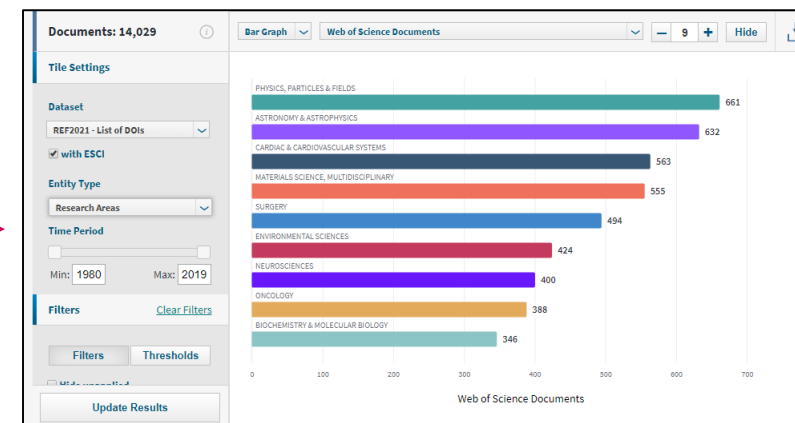 Documents: 14,029
Tile Settings
Dataset
REF2021 - List of DOIs
with ESCI
Entity Type
Research Areas
Time Period
Min: 1980 Max: 2019
Filters Clear Filters
Filters Thresholds
Hide unapplied
Update Results
Bar Graph Web of Science Documents 9 Hide
PHYSICS, PARTICLES & FIELDS
661
ASTRONOMY & ASTROPHYSICS
632
CARDIAC & CARDIOVASCULAR SYSTEMS
563
MATERIALS SCIENCE, MULTIDISCIPLINARY
555
SURGERY
494
ENVIRONMENTAL SCIENCES
424
NEUROSCIENCES
400
ONCOLOGY
388
BIOCHEMISTRY & MOLECULAR BIOLOGY
346
0 100 200 300 400 500 600 700
Web of Science Documents